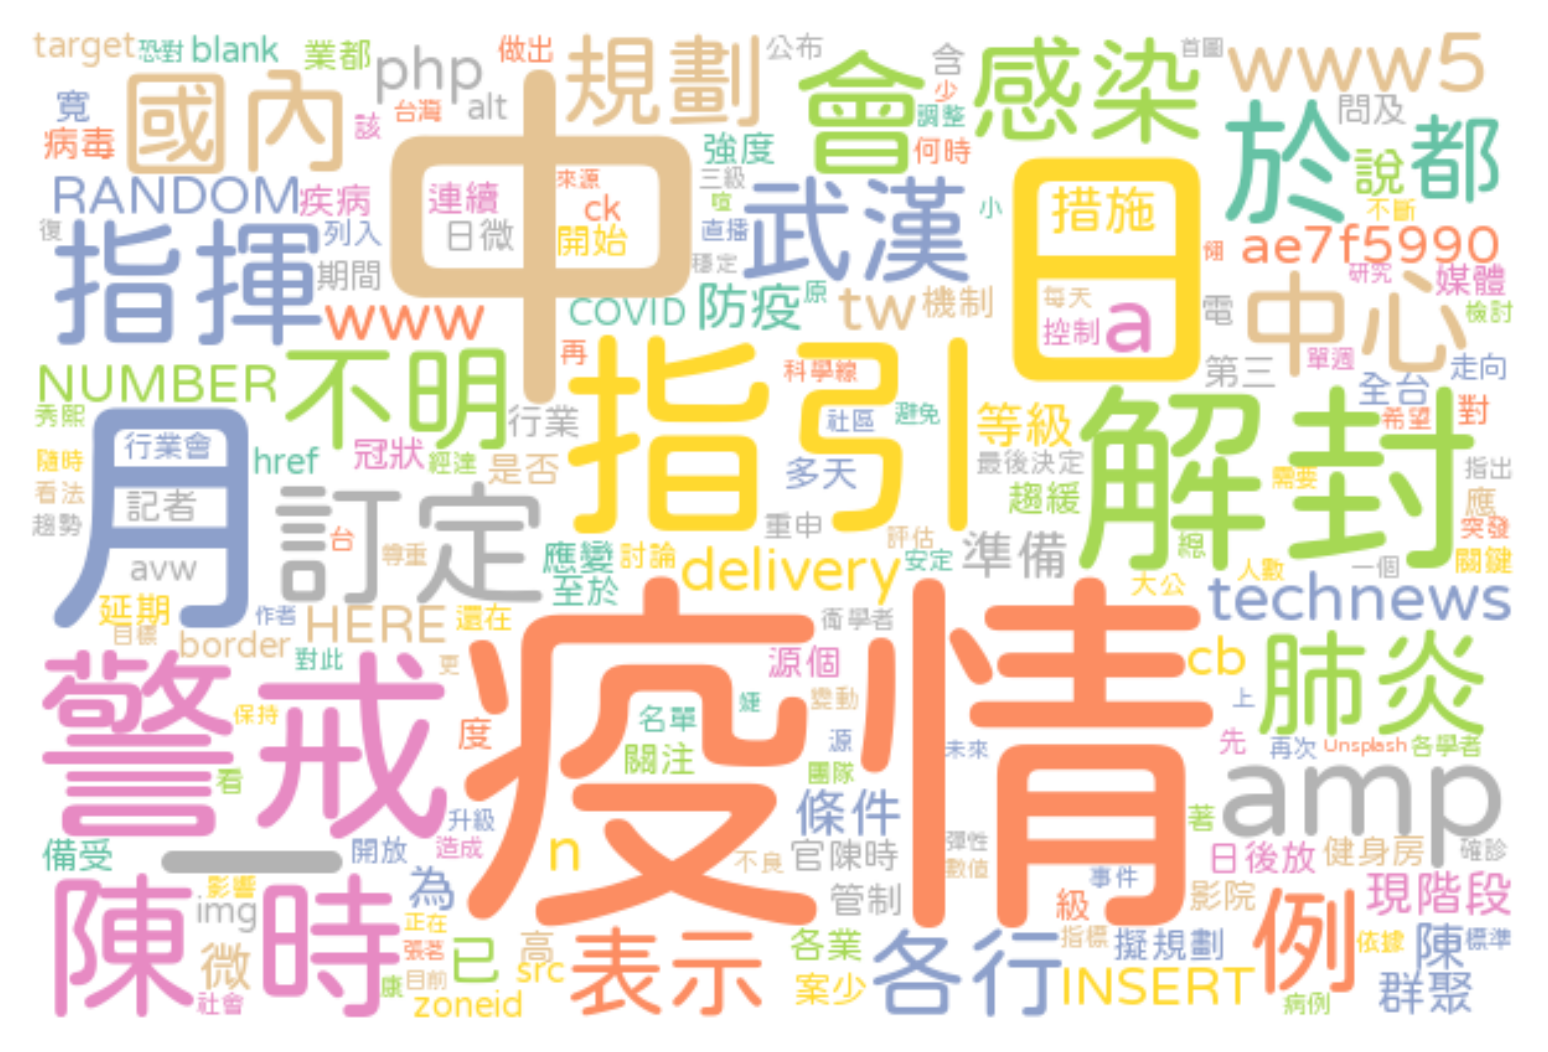 target 恐對 blank 業都 php 做出 規劃 公布 含 感染 首圖 www5
寬 國內 alt 台灣 該 會 少 調整 問及
病毒 強度 何時 於 說 都
RANDOM 疾病 連續 來源 ck 三級 喧 武漢 小 措施 不斷
復 指揮 列入 日微 開始 中 直播 日 ae7f5990
期間 穩定 研究 媒體
www COVID 防疫 原 tw 機制 每天 控制 a 電 中心 檢討
NUMBER 不明 再 科學線 第三 單週 全台 走向
秀熙 行業 指引 社區 避免 等級 解封 希望 對
月 行業會 href 冠狀 經達 是否 多天 最後決定 指出
隨時 看法 記者 趨緩 需要 應
趨勢 訂定 台 尊重 重申 評估 準備 總 突發
avw 應變 討論 delivery 安定 大公 人數 一個 關鍵
延期 作者 至於 technews
目標 border HERE 還在 衛 學者
對此 更 疫情 源個 cb 肺炎
警戒 保持 度 名單 變動 上
看 關注 源 未來 先 再次 Unsplash 各學者
團隊 amp
升級 條件 著
備受 一 開放 造成 n 不良 官陳時 彈性 數值 日後放 健身房 確診
陳時 影響 為 管制 事件 級 影院 例 現階段
img 正在 表示 各業 各行 指標 擬規劃 依據 陳 標準
微 張茗 已 高 src
社會 康 目前 zoneid 案少 INSERT 病例 群聚